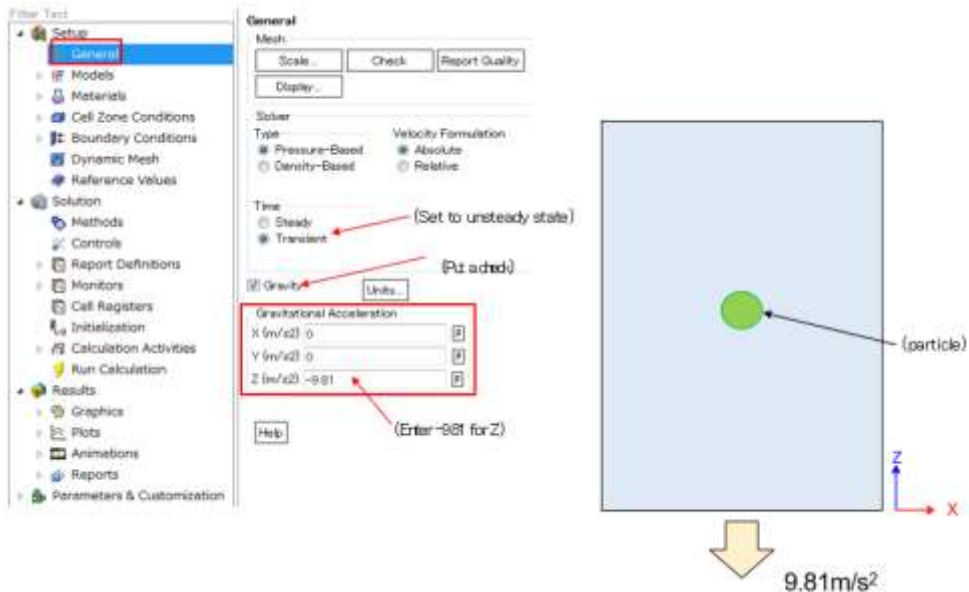 Filter Text
Setup
General
Models
Materials
Cell Zone Conditions
Boundary Conditions
Dynamic Mesh
Reference Values
Solution
Methods
Controls
Report Definitions
Monitors
Cell Registers
Initialization
Calculation Activities
Run Calculation
Results
Graphics
Plots
Animations
Reports
Parameters & Customization
General
Mesh
Scale...
Check
Report Quality
Display...
Solver
Type
Velocity Formulation
Pressure-Based
Absolute
Density-Based
Relative
Time
Steady
Transient
(Set to unsteady state)
(Put a check)
Gravity
Units...
Gravitational Acceleration
X (m/s2) 0
Y (m/s2) 0
Z (m/s2) -9.81
(Enter -9.81 for Z)
Help
(particle)
Z
X
9.81m/s²